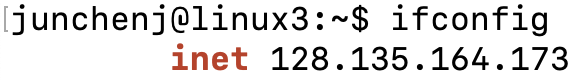 [junchenj@linux3:~$ ifconfig
inet 128.135.164.173